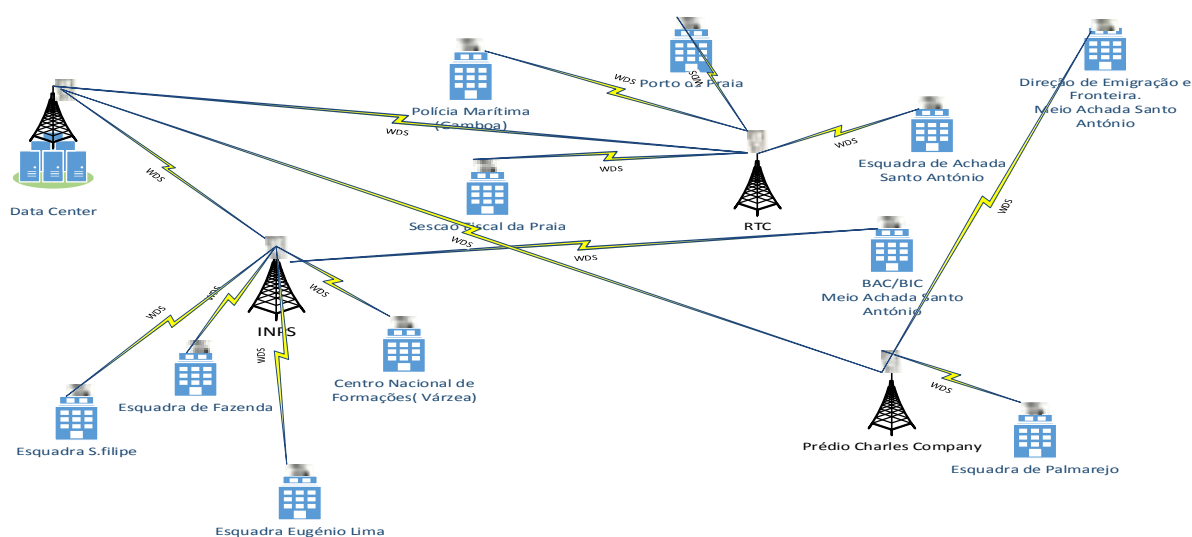 Porto da Praia
WDS
WDS
Polícia Marítima
(Gamboa)
WDS
Direção de Emigração e
Fronteira.
Meio Achada Santo
António
WDS
Esquadra de Achada
Santo António
Data Center
WDS
WDS
Sescao Fiscal da Praia
RTC
WDS
WDS
WDS
BAC/BIC
Meio Achada Santo
António
WDS
INPS
WDS
WDS
WDS
WDS
Centro Nacional de
Formações( Várzea)
Esquadra de Fazenda
Esquadra S.filipe
Esquadra Eugénio Lima
Prédio Charles Company
WDS
Esquadra de Palmarejo